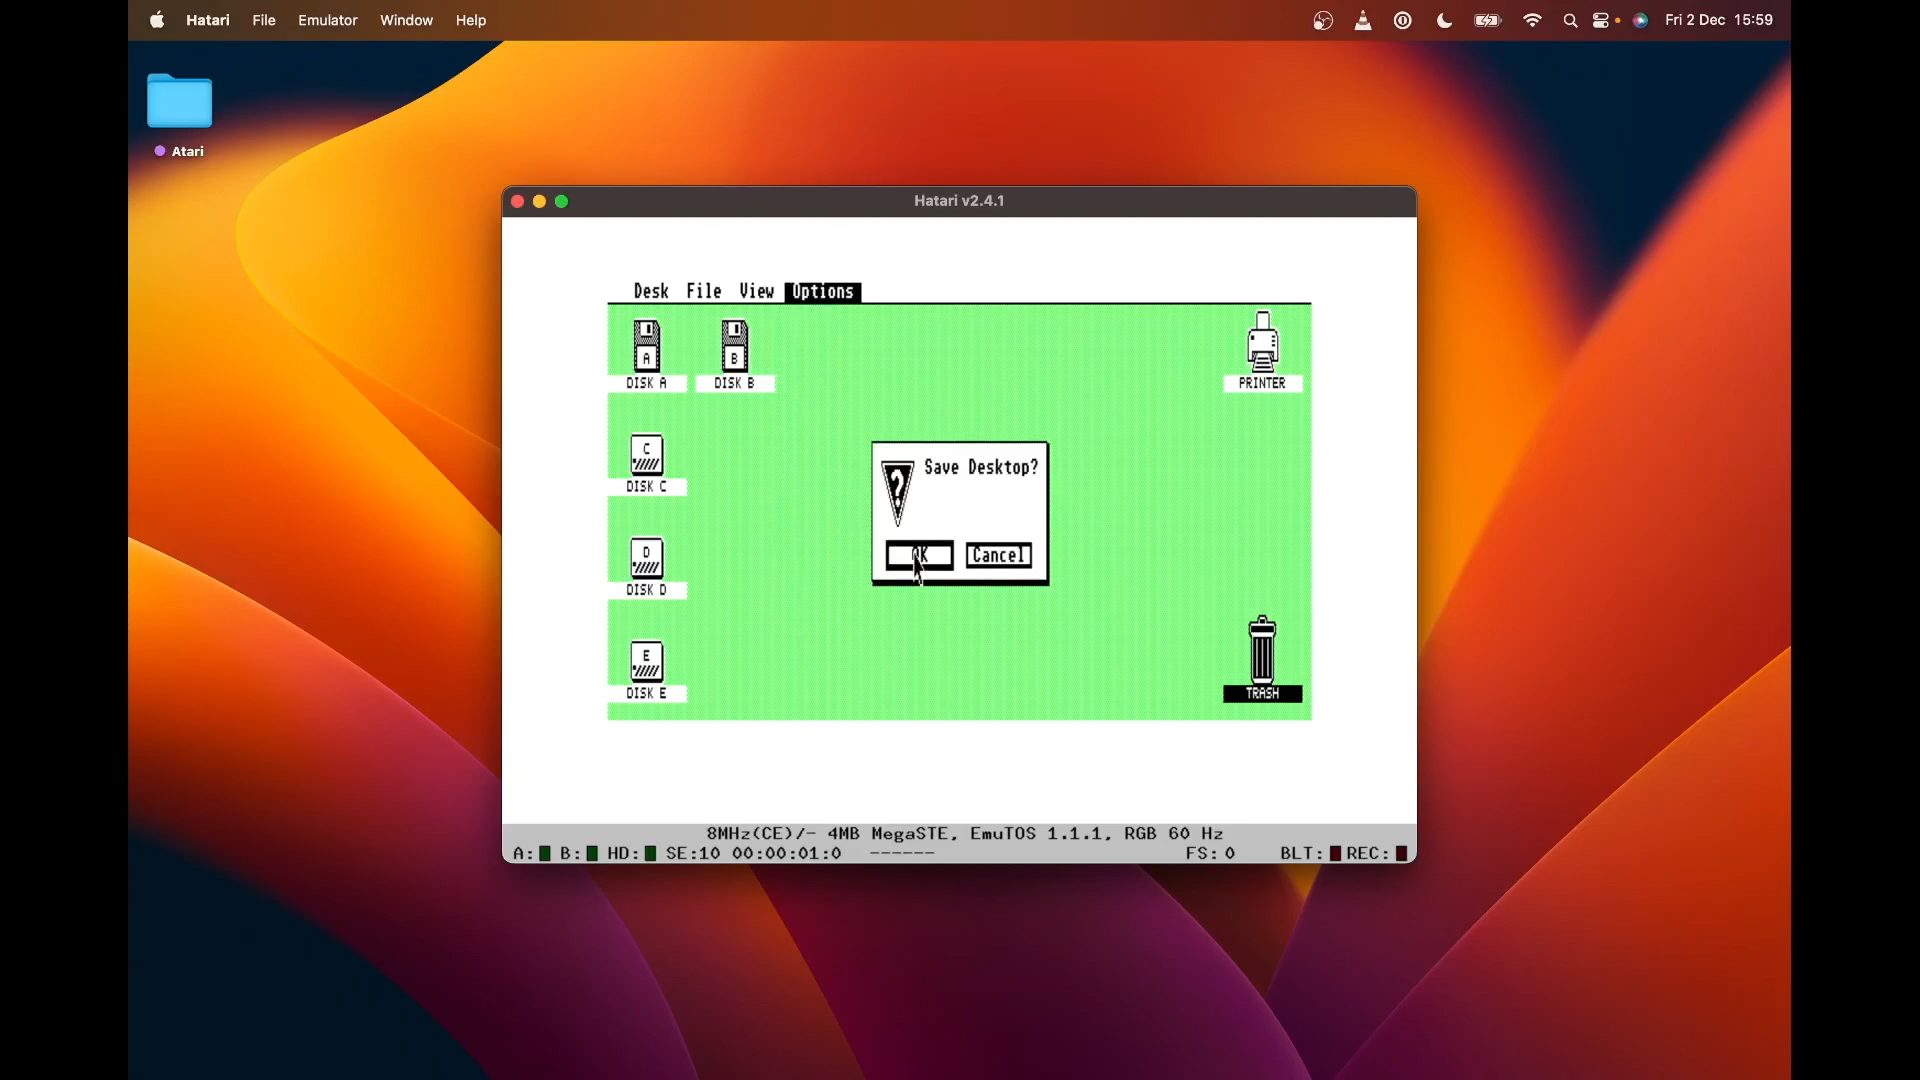 Hatari File Emulator Window Help
Fri 2 Dec 15:59
Atari
Hatari v2.4.1
Desk File View Options
A
B
DISK A
DISK B
PRINTER
C
DISK C
Save Desktop?
?
OK Cancel
D
DISK D
E
DISK E
TRASH
8MHz(CE)/- 4MB MegaSTE, EmuTOS 1.1.1, RGB 60 Hz
A: B: HD: SE:10 00:00:01:0 ------ FS: 0 BLT: REC: